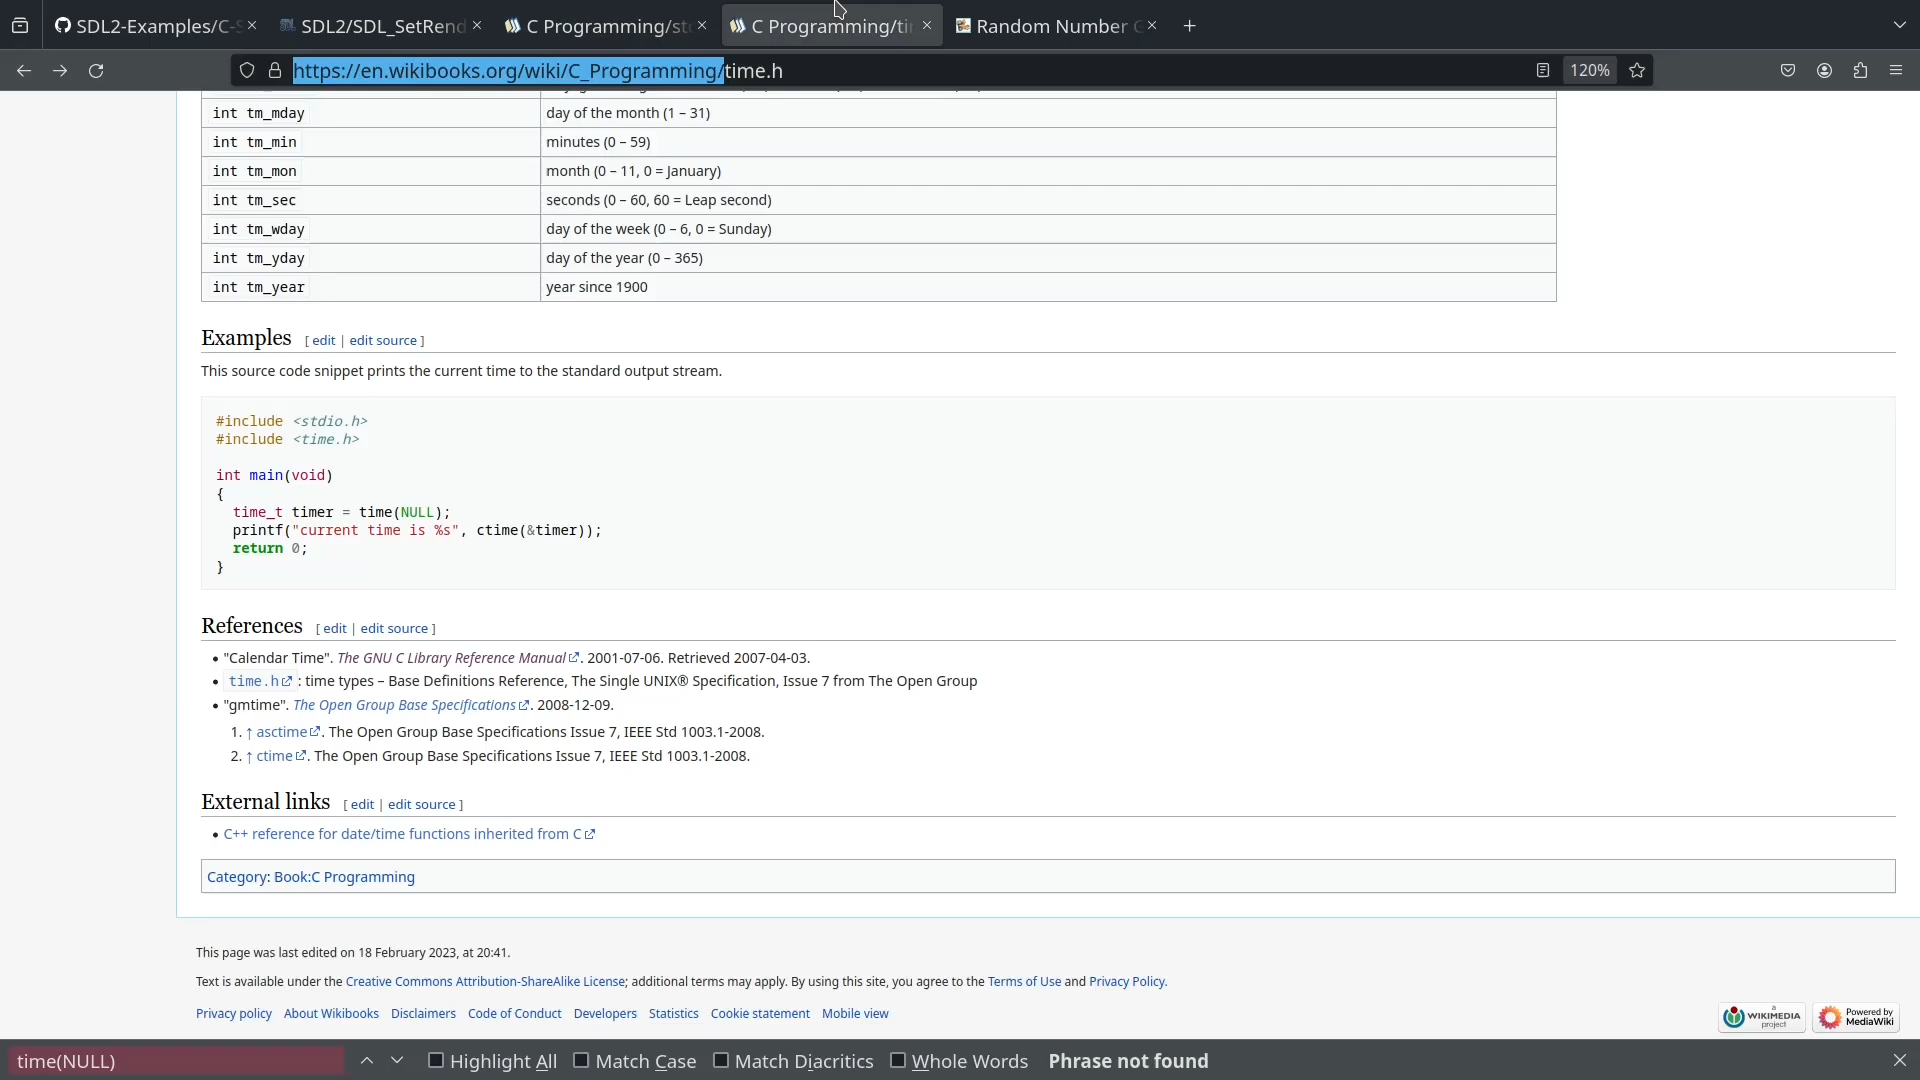 SDL2-Examples/C-S
SDL2/SDL_SetRend
C Programming/st
C Programming/ti
Random Number
https://en.wikibooks.org/wiki/C_Programming/time.h
120%
int tm_mday day of the month (1 – 31)
int tm_min minutes (0 – 59)
int tm_mon month (0 – 11, 0 = January)
int tm_sec seconds (0 – 60, 60 = Leap second)
int tm_wday day of the week (0 – 6, 0 = Sunday)
int tm_yday day of the year (0 – 365)
int tm_year year since 1900
Examples [ edit | edit source ]
This source code snippet prints the current time to the standard output stream.
#include <stdio.h>
#include <time.h>
int main(void)
{
time_t timer = time(NULL);
printf("current time is %s", ctime(&timer));
return 0;
}
References [ edit | edit source ]
• "Calendar Time". The GNU C Library Reference Manual. 2001-07-06. Retrieved 2007-04-03.
• time.h: time types – Base Definitions Reference, The Single UNIX® Specification, Issue 7 from The Open Group
• "gmtime". The Open Group Base Specifications. 2008-12-09.
1. ↑ asctime. The Open Group Base Specifications Issue 7, IEEE Std 1003.1-2008.
2. ↑ ctime. The Open Group Base Specifications Issue 7, IEEE Std 1003.1-2008.
External links [ edit | edit source ]
• C++ reference for date/time functions inherited from C
Category: Book:C Programming
This page was last edited on 18 February 2023, at 20:41.
Text is available under the Creative Commons Attribution-ShareAlike License; additional terms may apply. By using this site, you agree to the Terms of Use and Privacy Policy.
Privacy policy About Wikibooks Disclaimers Code of Conduct Developers Statistics Cookie statement Mobile view
a WIKIMEDIA project
Powered by MediaWiki
time(NULL) Highlight All Match Case Match Diacritics Whole Words Phrase not found